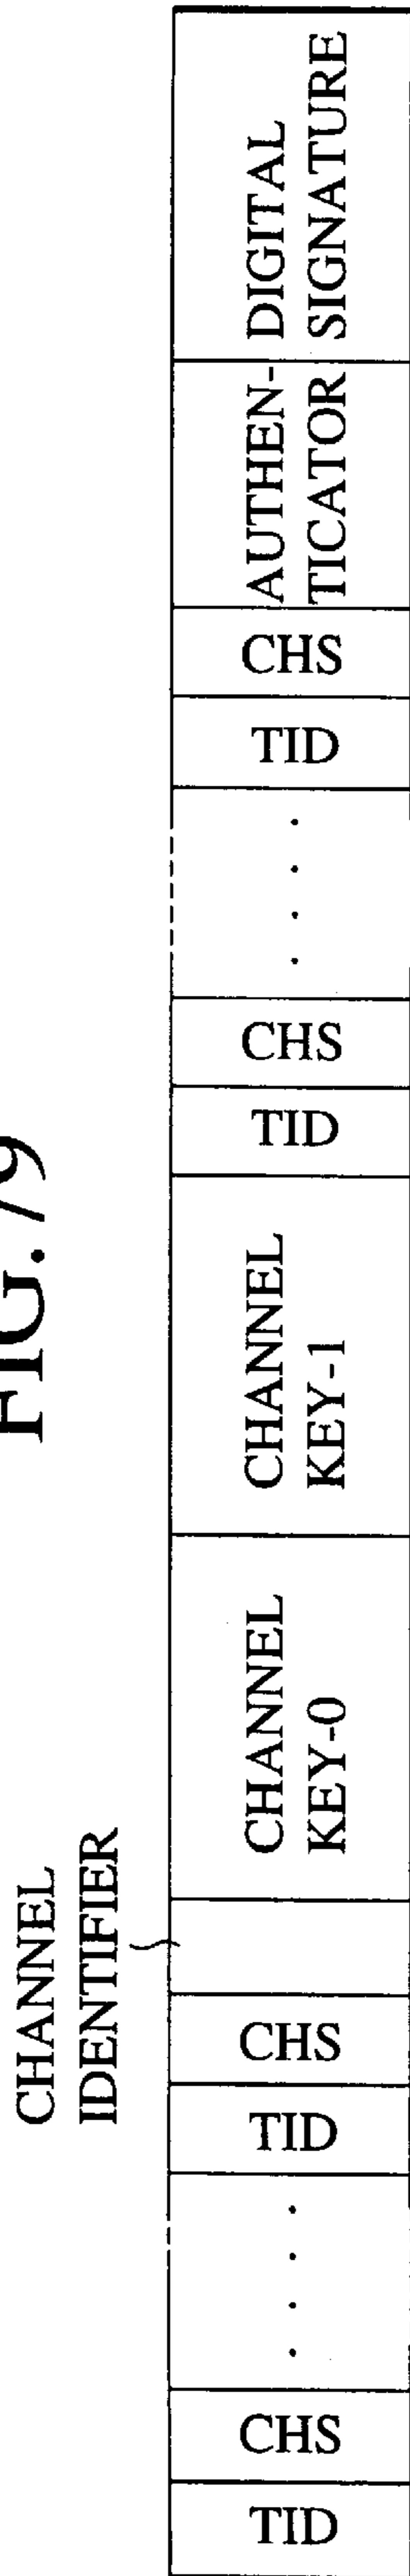 FIG. 79
TID
CHS
. . . .
TID
CHS
CHANNEL
IDENTIFIER
CHANNEL
KEY-0
CHANNEL
KEY-1
TID
CHS
. . . .
TID
CHS
AUTHEN-
TICATOR
DIGITAL
SIGNATURE